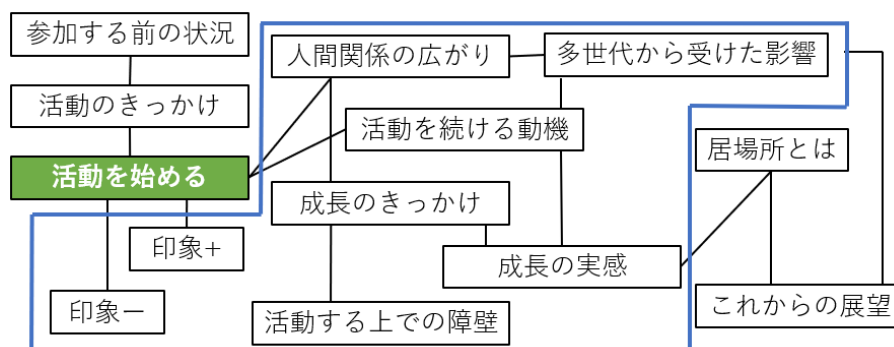 参加する前の状況
活動のきっかけ
活動を始める
印象+
印象ー
人間関係の広がり
多世代から受けた影響
活動を続ける動機
成長のきっかけ
成長の実感
活動する上での障壁
居場所とは
これからの展望